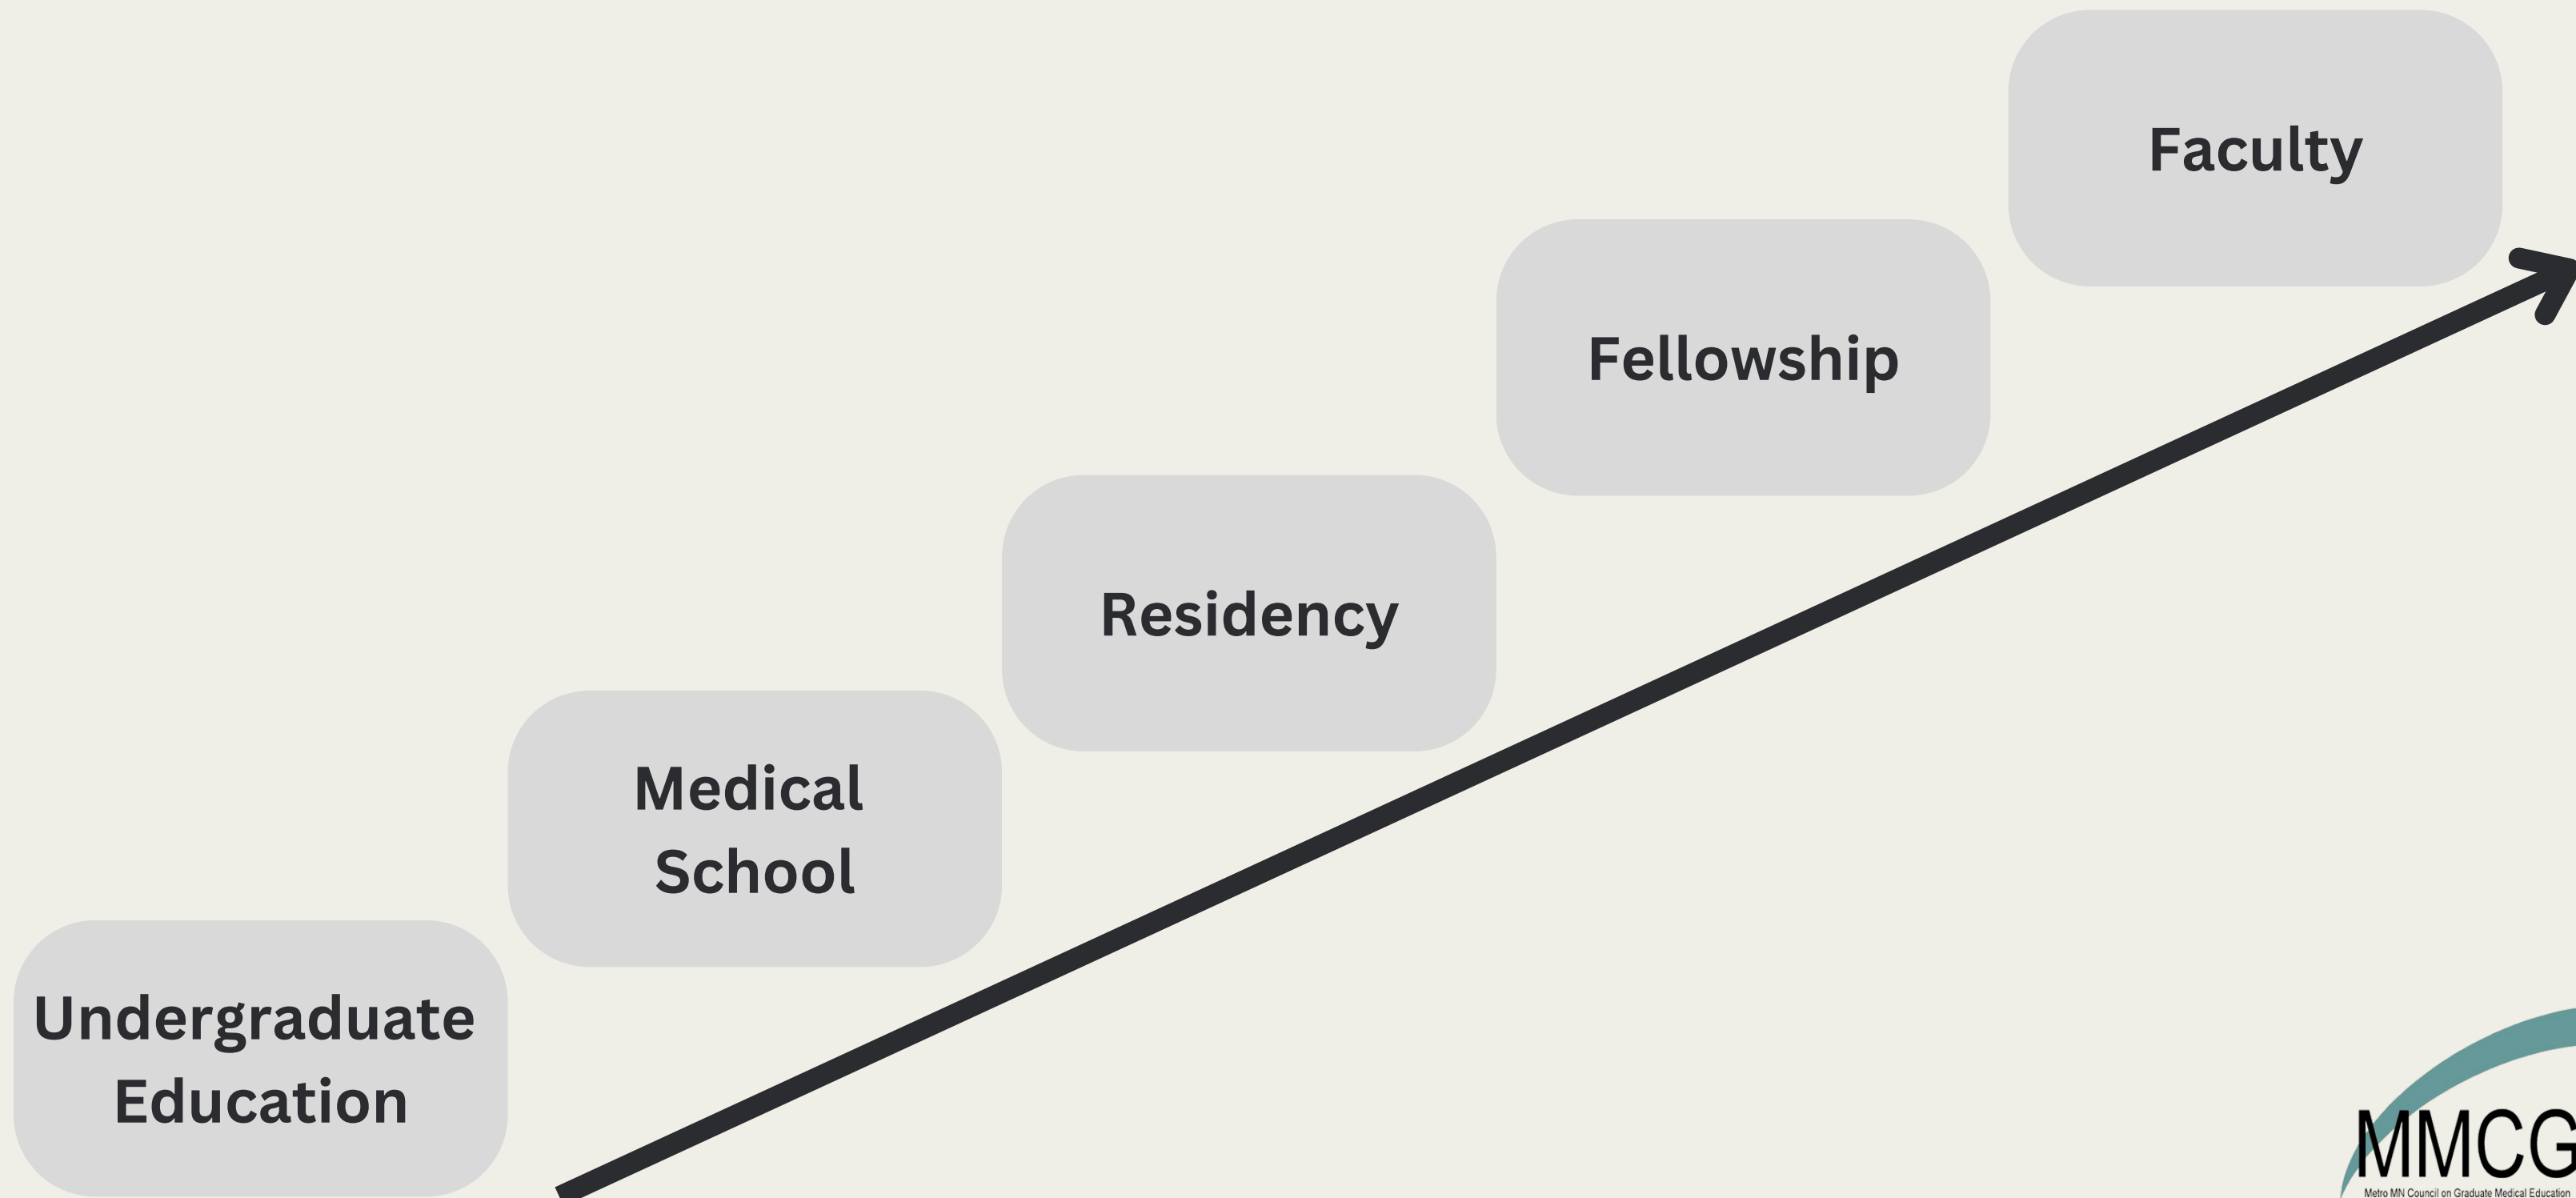 Faculty
Fellowship
Residency
Medical
School
Undergraduate
Education
MMCG
Metro MN Council on Graduate Medical Education